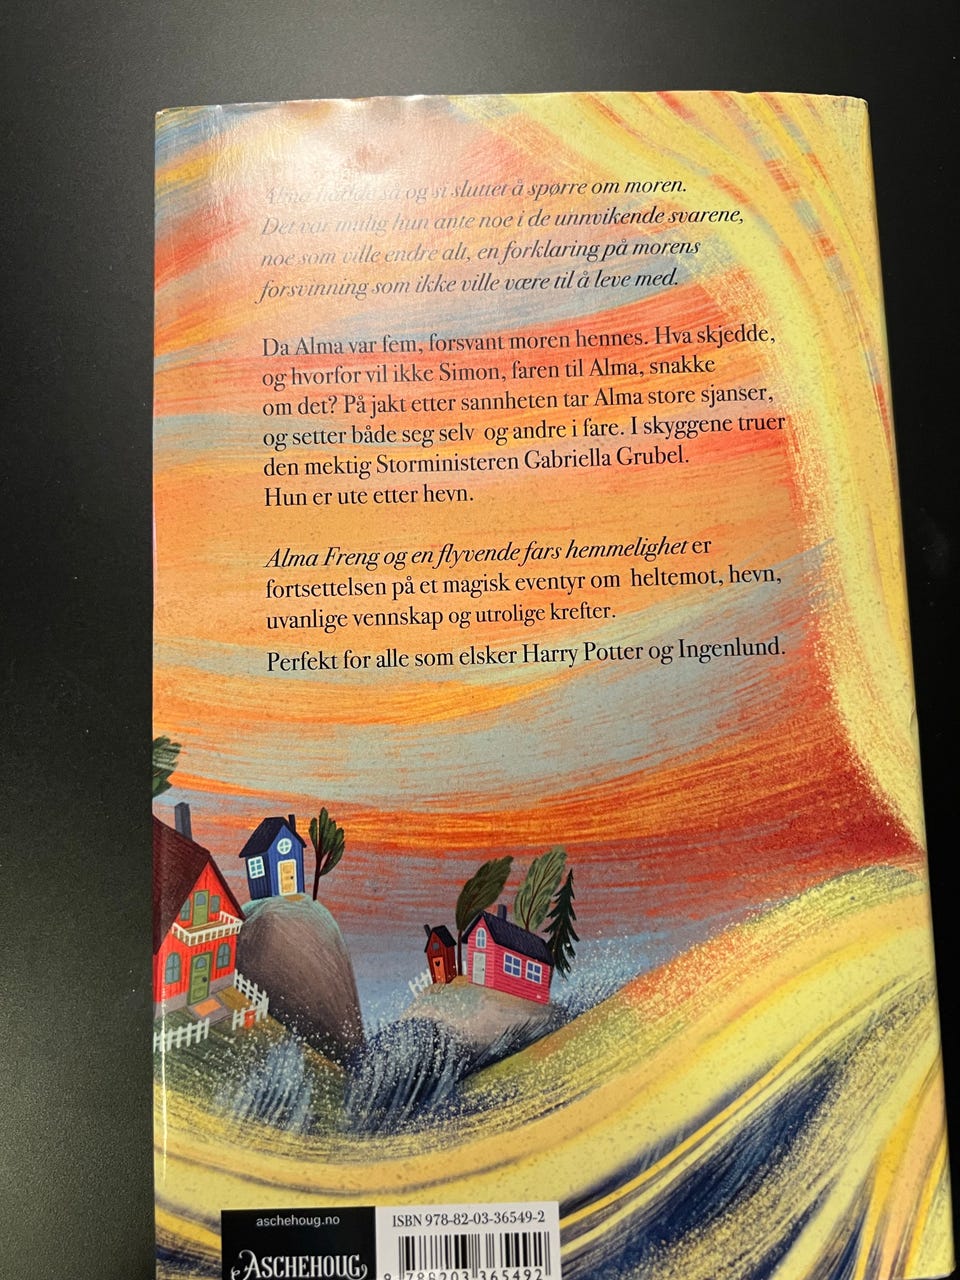 Alma hadde så og si sluttet å spørre om moren.
Det var mulig hun ante noe i de unnvikende svarene,
noe som ville endre alt, en forklaring på morens
forsvinning som ikke ville være til å leve med.
Da Alma var fem, forsvant moren hennes. Hva skjedde,
og hvorfor vil ikke Simon, faren til Alma, snakke
om det? På jakt etter sannheten tar Alma store sjanser,
og setter både seg selv og andre i fare. I skyggene truer
den mektig Storministeren Gabriella Grubel.
Hun er ute etter hevn.
Alma Freng og en flyvende fars hemmelighet er
fortsettelsen på et magisk eventyr om heltemot, hevn,
uvanlige vennskap og utrolige krefter.
Perfekt for alle som elsker Harry Potter og Ingenlund.
aschehoug.no
ASCHEHOUG
ISBN 978-82-03-36549-2
9 788203 365492